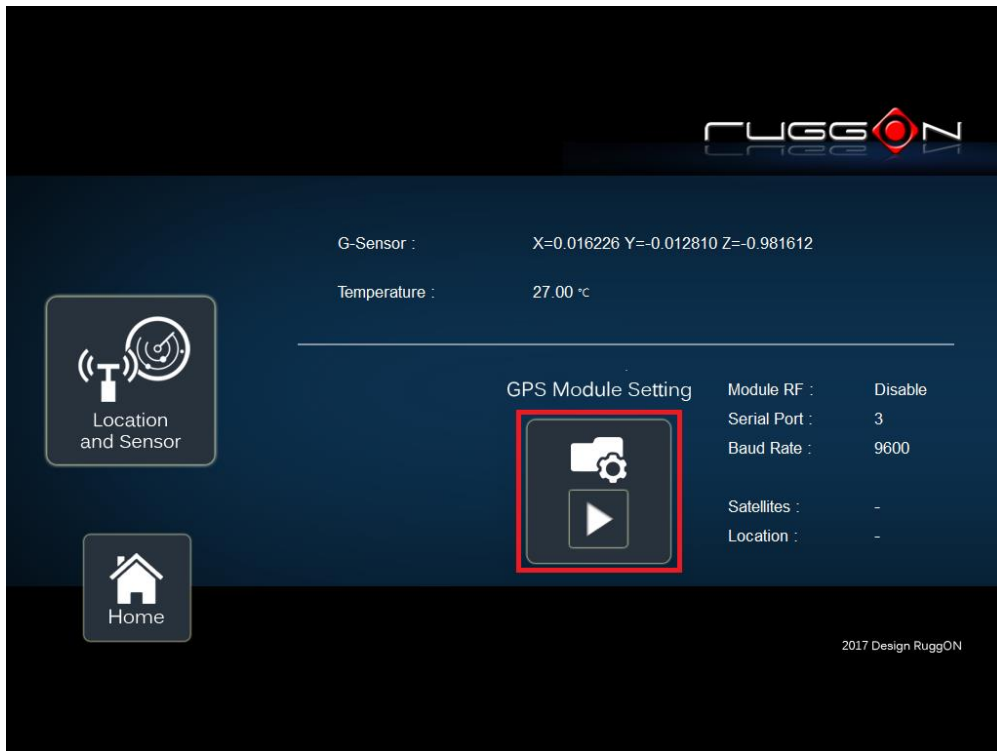 RUGGON
G-Sensor : X=0.016226 Y=-0.012810 Z=-0.981612
Temperature : 27.00 °C
Location
and Sensor
GPS Module Setting
Module RF : Disable
Serial Port : 3
Baud Rate : 9600
Satellites : -
Location : -
Home
2017 Design RuggON